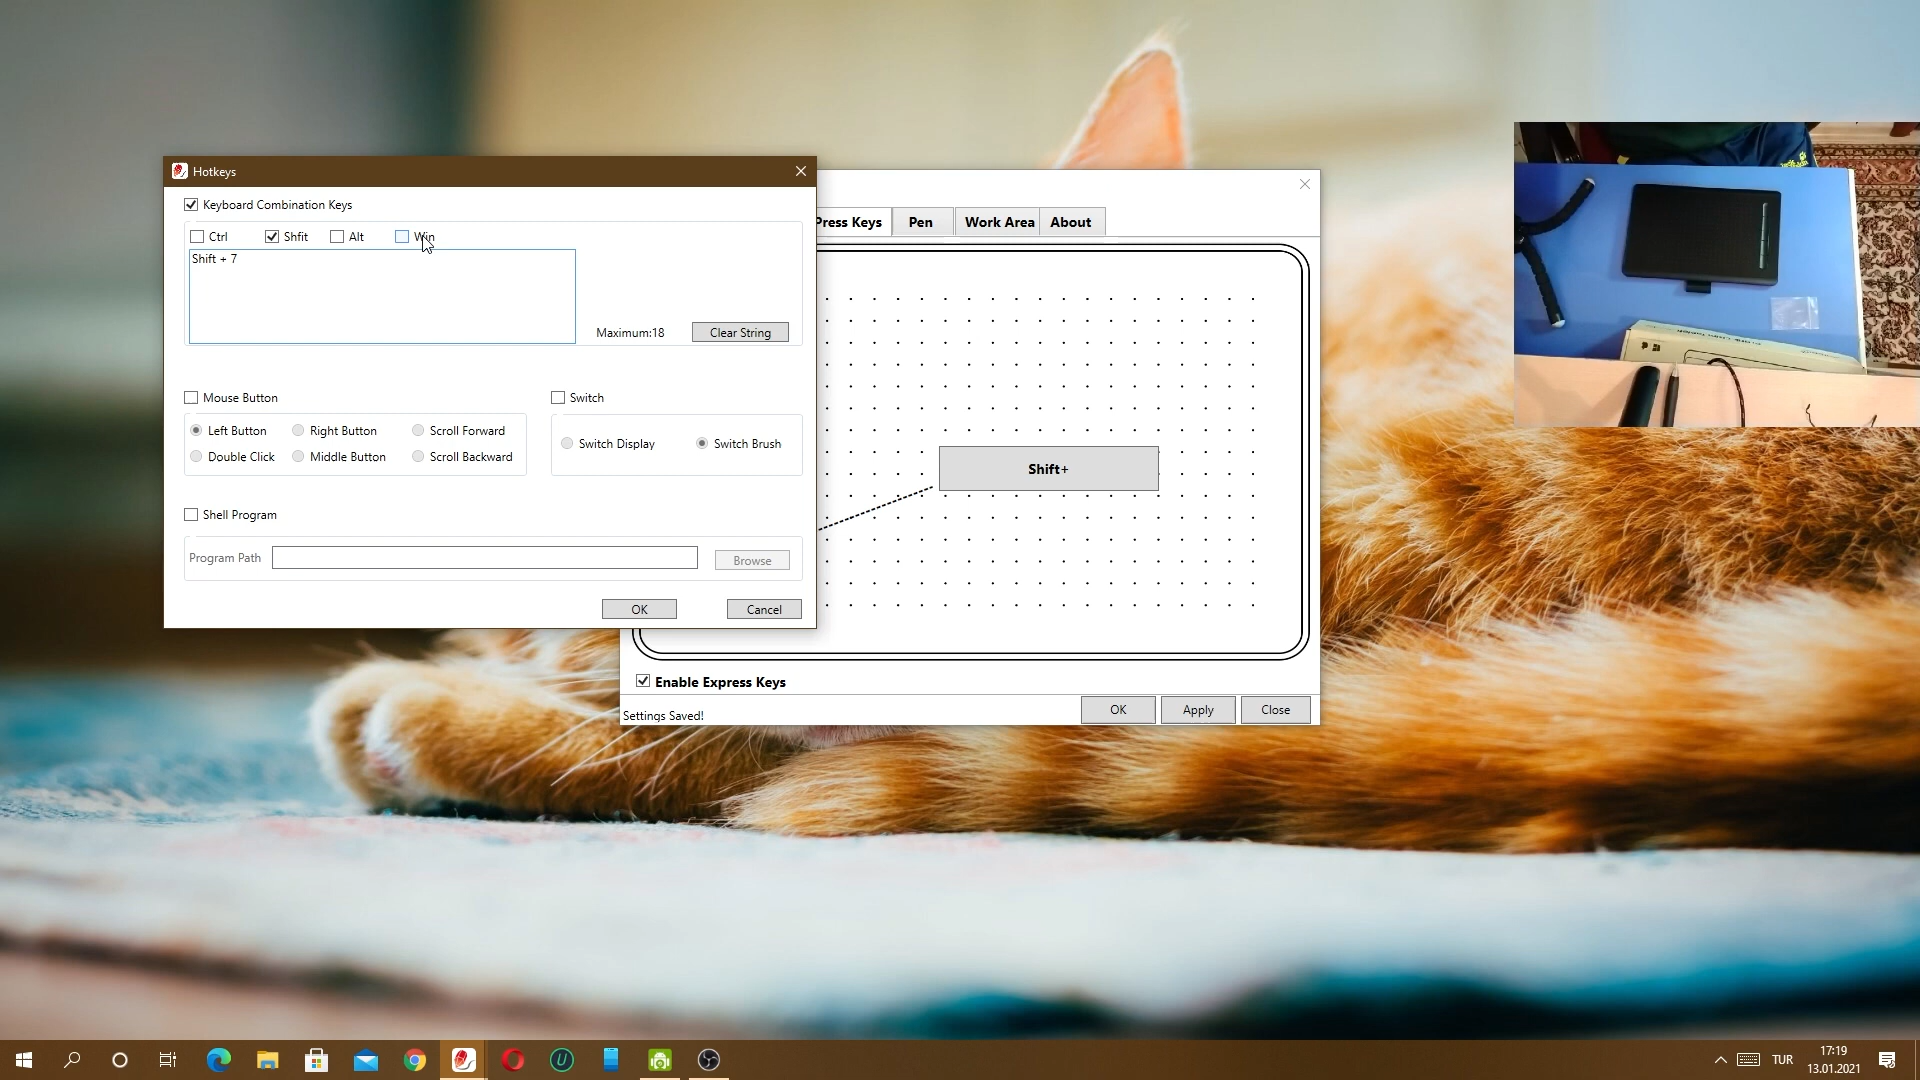 Hotkeys
Keyboard Combination Keys
Ctrl Shfit Alt Win
Shift + 7
Maximum:18 Clear String
Mouse Button Switch
Left Button Right Button Scroll Forward
Double Click Middle Button Scroll Backward
Switch Display Switch Brush
Shell Program
Program Path Browse
OK Cancel
Press Keys Pen Work Area About
Shift+
Enable Express Keys
Settings Saved!
OK Apply Close
TUR
17:19
13.01.2021